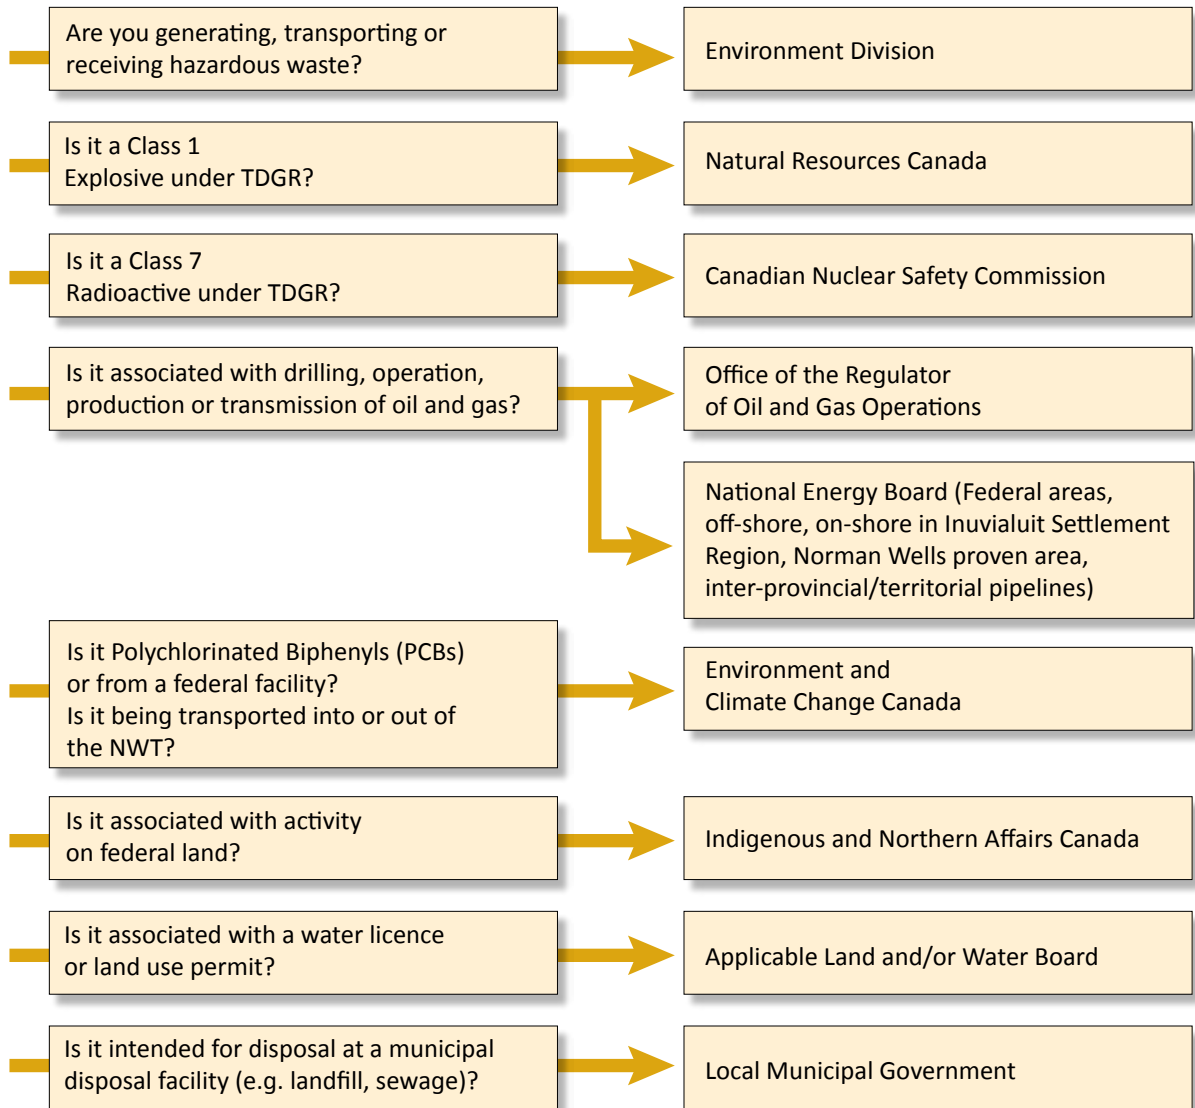 Are you generating, transporting or
receiving hazardous waste?
Environment Division
Is it a Class 1
Explosive under TDGR?
Natural Resources Canada
Is it a Class 7
Radioactive under TDGR?
Canadian Nuclear Safety Commission
Is it associated with drilling, operation,
production or transmission of oil and gas?
Office of the Regulator
of Oil and Gas Operations
National Energy Board (Federal areas,
off-shore, on-shore in Inuvialuit Settlement
Region, Norman Wells proven area,
inter-provincial/territorial pipelines)
Is it Polychlorinated Biphenyls (PCBs)
or from a federal facility?
Is it being transported into or out of
the NWT?
Environment and
Climate Change Canada
Is it associated with activity
on federal land?
Indigenous and Northern Affairs Canada
Is it associated with a water licence
or land use permit?
Applicable Land and/or Water Board
Is it intended for disposal at a municipal
disposal facility (e.g. landfill, sewage)?
Local Municipal Government